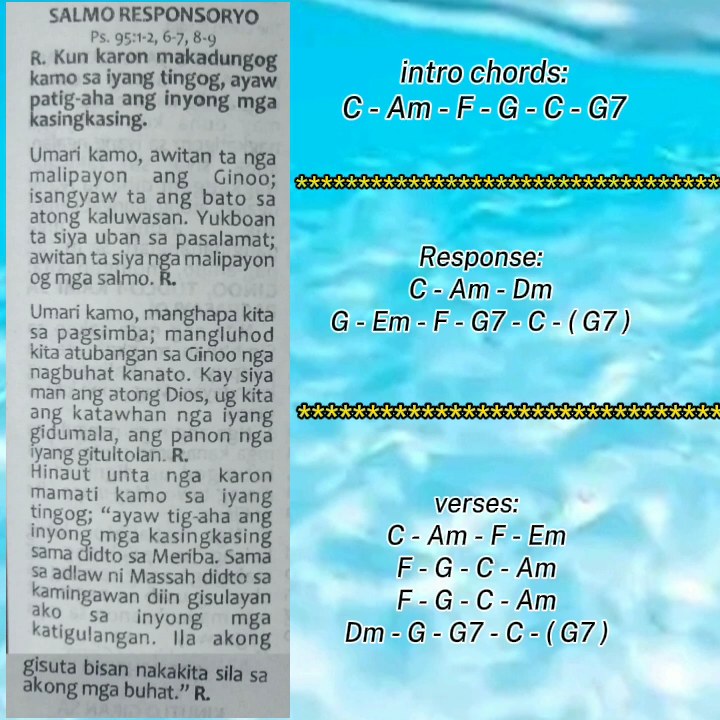 SALMO RESPONSORYO
Ps. 95:1-2, 6-7, 8-9
R. Kun karon makadungog
kamo sa iyang tingog, ayaw
patig-aha ang inyong mga
kasingkasing.
Umari kamo, awitan ta nga
malipayon ang Ginoo;
isangyaw ta ang bato sa
atong kaluwasan. Yukboan
ta siya uban sa pasalamat;
awitan ta siya nga malipayon
og mga salmo. R.
Umari kamo, manghapa kita
sa pagsimba; mangluhod
kita atubangan sa Ginoo nga
nagbuhat kanato. Kay siya
man ang atong Dios, ug kita
ang katawhan nga iyang
gidumala, ang panon nga
iyang gitultolan. R.
Hinaut unta nga karon
mamati kamo sa iyang
tingog; “ayaw tig-aha ang
inyong mga kasingkasing
sama didto sa Meriba. Sama
sa adlaw ni Massah didto sa
kamingawan diin gisulayan
ako sa inyong mga
katigulangan. Ila akong
gisuta bisan nakakita sila sa
akong mga buhat.” R.
intro chords:
C - Am - F - G - C - G7
*******************************
Response:
C - Am - Dm
G - Em - F - G7 - C - ( G7 )
*******************************
verses:
C - Am - F - Em
F - G - C - Am
F - G - C - Am
Dm - G - G7 - C - ( G7 )